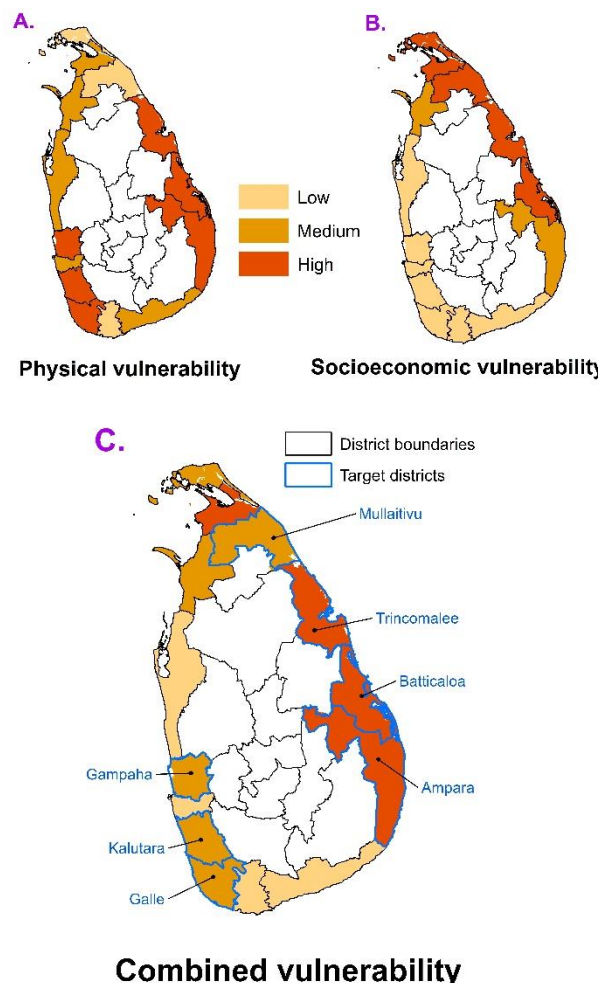 A.
B.
Low
Medium
High
Physical vulnerability
Socioeconomic vulnerability
C.
District boundaries
Target districts
Mullaitivu
Trincomalee
Batticaloa
Gampaha
Ampara
Kalutara
Galle
Combined vulnerability